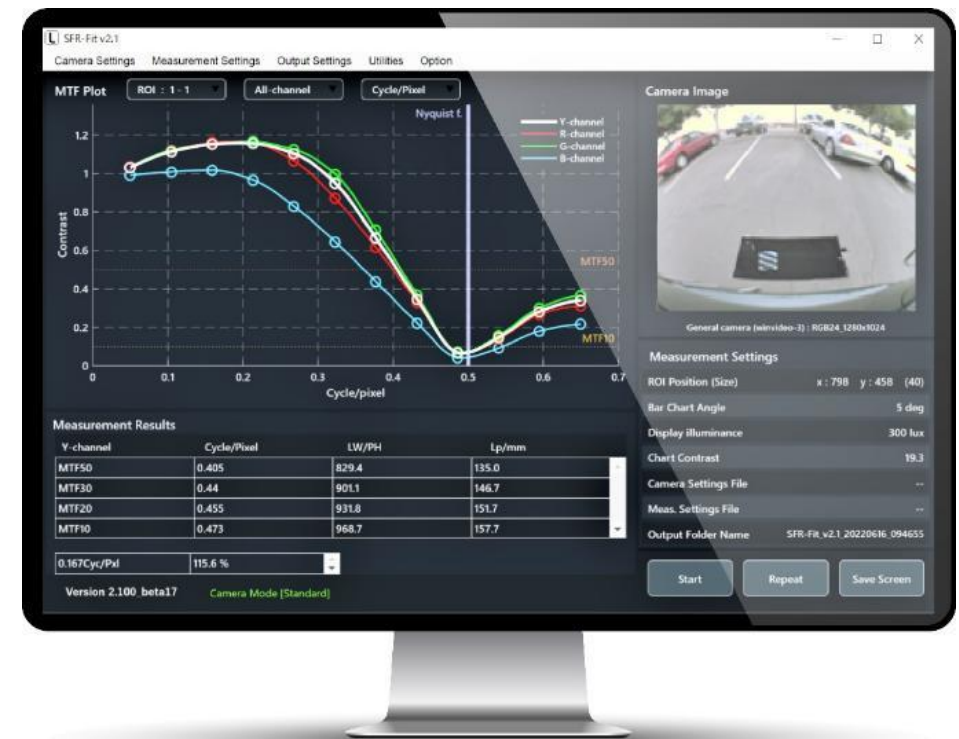 L SFR-Fit v2.1
Camera Settings Measurement Settings Output Settings Utilities Option
MTF Plot ROI : 1 - 1 All-channel Cycle/Pixel
Nyquist f.
Y-channel
R-channel
G-channel
B-channel
Contrast
1.2
1
0.8
0.6
0.4
0.2
0
MTF50
MTF10
0 0.1 0.2 0.3 0.4 0.5 0.6 0.7
Cycle/pixel
Camera Image
General camera (winvideo-3) : RGB24_1280x1024
Measurement Results
Y-channel Cycle/Pixel LW/PH Lp/mm
MTF50 0.405 829.4 135.0
MTF30 0.44 901.1 146.7
MTF20 0.455 931.8 151.7
MTF10 0.473 968.7 157.7
0.167Cyc/Pxl 115.6 %
Version 2.100_beta17 Camera Mode [Standard]
Measurement Settings
ROI Position (Size) x : 798 y : 458 (40)
Bar Chart Angle 5 deg
Display illuminance 300 lux
Chart Contrast 19.3
Camera Settings File --
Meas. Settings File --
Output Folder Name SFR-Fit_v2.1_20220616_094655
Start Repeat Save Screen